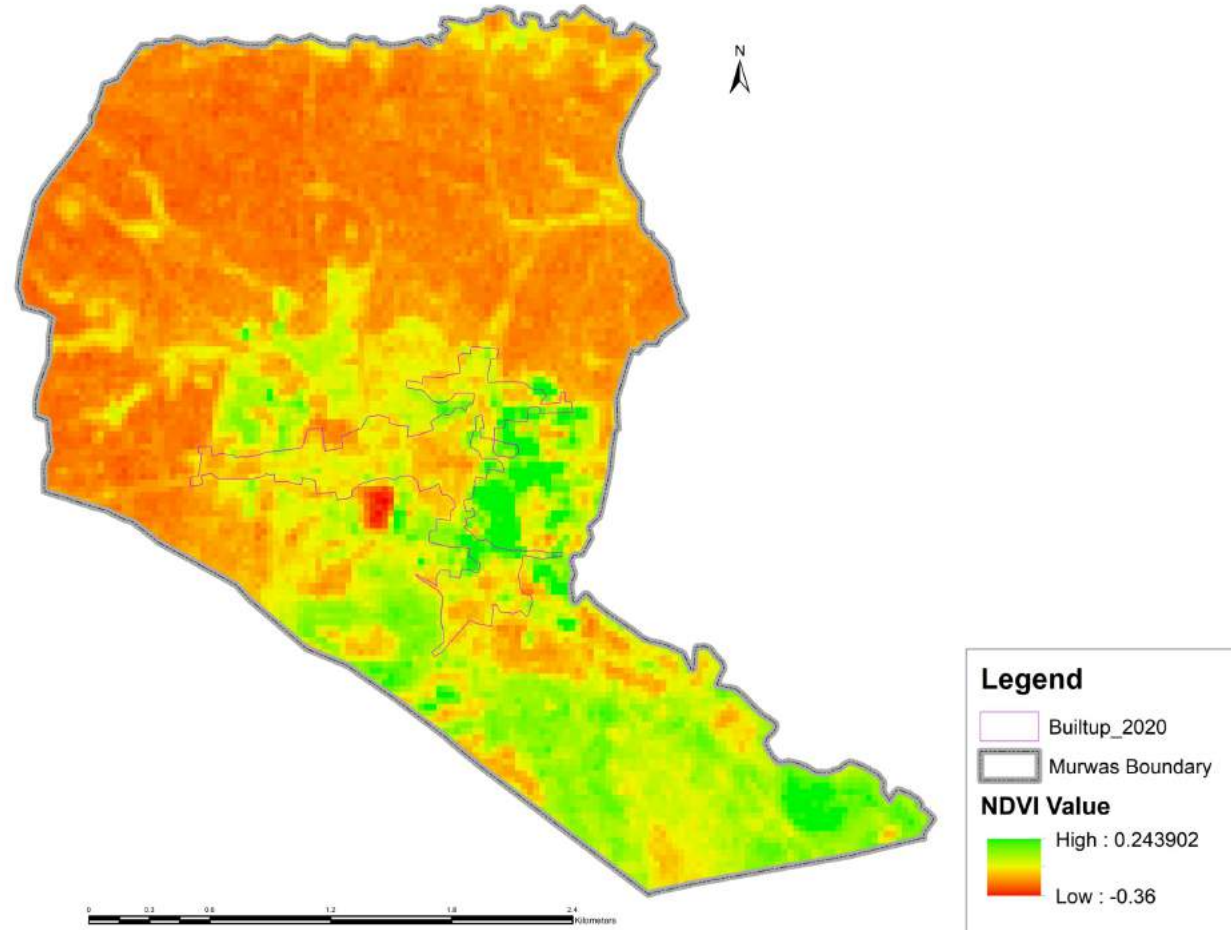 N
Legend
Builtup_2020
Murwas Boundary
NDVI Value
High : 0.243902
Low : -0.36
0 0.3 0.6 1.2 1.8 2.4
Kilometers